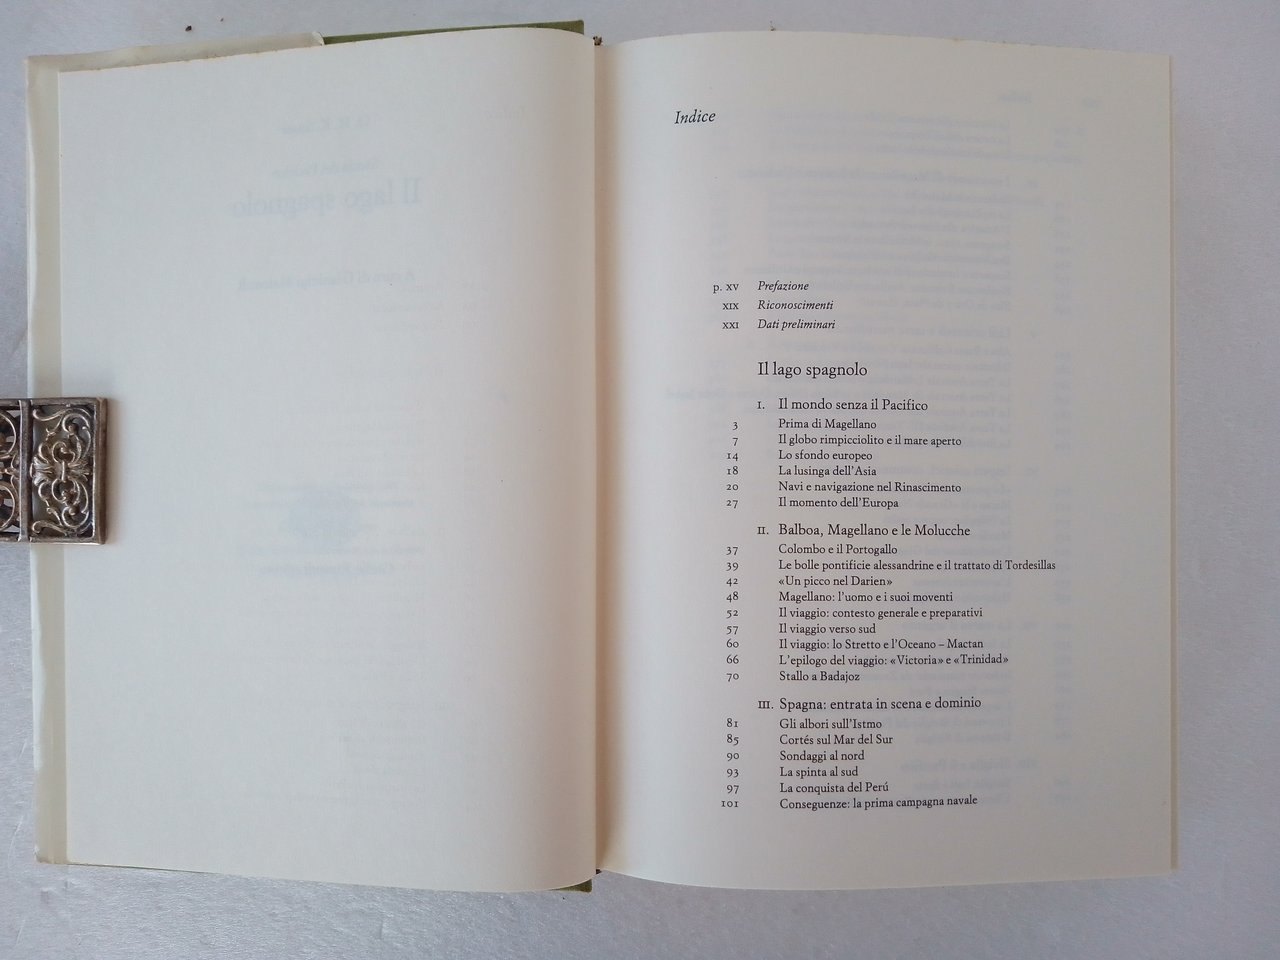 Indice
p. xv Prefazione
xix Riconoscimenti
xxi Dati preliminari
Il lago spagnolo
I. Il mondo senza il Pacifico
3 Prima di Magellano
7 Il globo rimpicciolito e il mare aperto
14 Lo sfondo europeo
18 La lusinga dell'Asia
20 Navi e navigazione nel Rinascimento
27 Il momento dell'Europa
II. Balboa, Magellano e le Molucche
37 Colombo e il Portogallo
39 Le bolle pontificie alessandrine e il trattato di Tordesillas
42 «Un picco nel Darien»
48 Magellano: l'uomo e i suoi moventi
52 Il viaggio: contesto generale e preparativi
57 Il viaggio verso sud
60 Il viaggio: lo Stretto e l'Oceano – Mactan
66 L'epilogo del viaggio: «Victoria» e «Trinidad»
70 Stallo a Badajoz
III. Spagna: entrata in scena e dominio
81 Gli albori sull'Istmo
85 Cortés sul Mar del Sur
90 Sondaggi al nord
93 La spinta al sud
97 La conquista del Perú
101 Conseguenze: la prima campagna navale